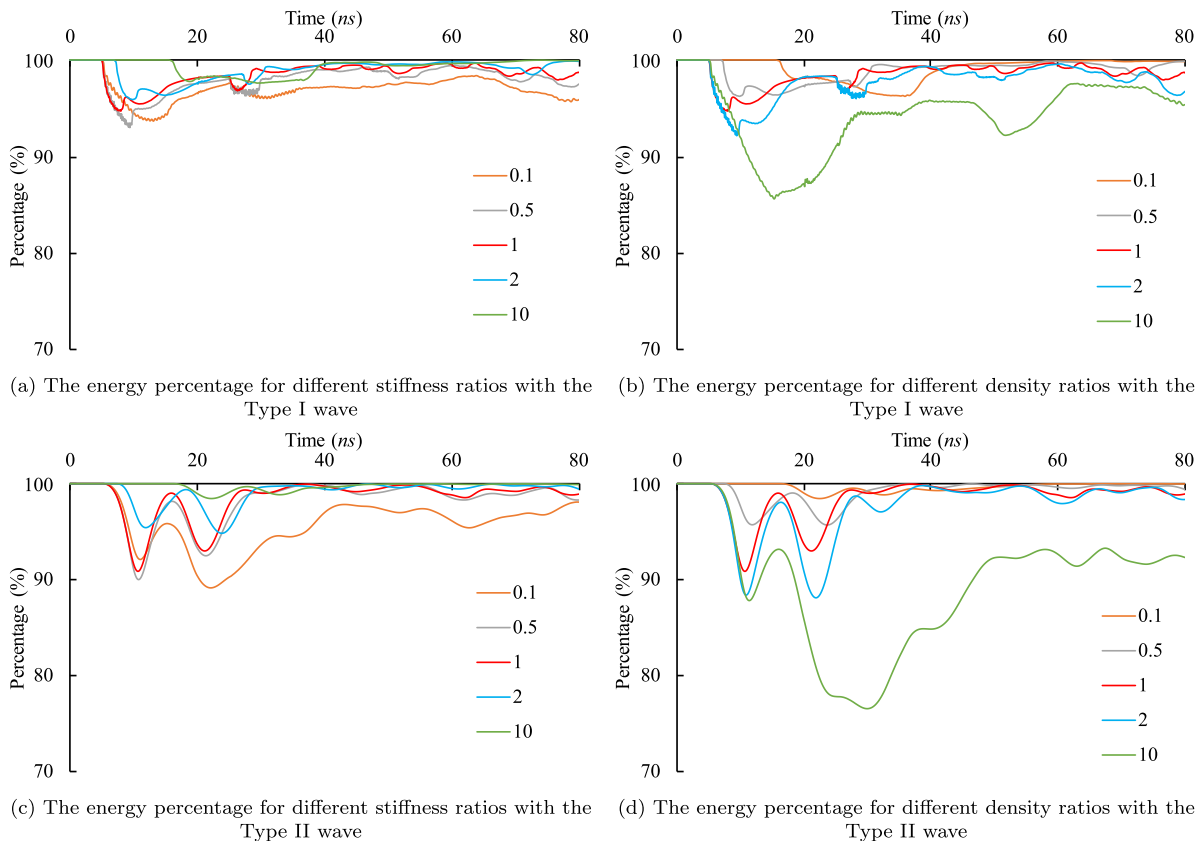 Time (ns)
0 20 40 60 80
100
90
80
70
Percentage (%)
0.1
0.5
1
2
10
(a) The energy percentage for different stiffness ratios with the
Type I wave
Time (ns)
0 20 40 60 80
100
90
80
70
Percentage (%)
0.1
0.5
1
2
10
(b) The energy percentage for different density ratios with the
Type I wave
Time (ns)
0 20 40 60 80
100
90
80
70
Percentage (%)
0.1
0.5
1
2
10
(c) The energy percentage for different stiffness ratios with the
Type II wave
Time (ns)
0 20 40 60 80
100
90
80
70
Percentage (%)
0.1
0.5
1
2
10
(d) The energy percentage for different density ratios with the
Type II wave